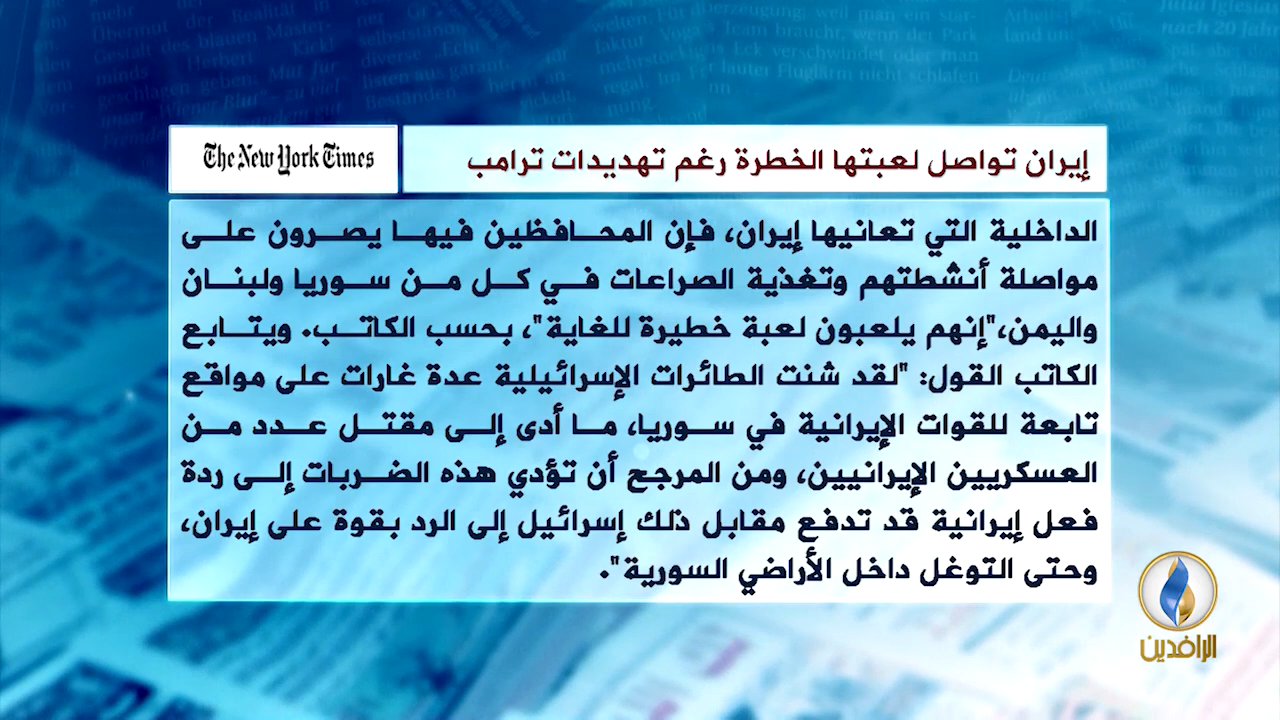 The New York Times
إيران تواصل لعبتها الخطرة رغم تهديدات ترامب
الداخلية التي تعانيها إيران، فإن المحافظين فيها يصرون على
مواصلة أنشطتهم وتغذية الصراعات في كل من سوريا ولبنان
واليمن،"إنهم يلعبون لعبة خطيرة للغاية"، بحسب الكاتب. ويتابع
الكاتب القول: "لقد شنت الطائرات الإسرائيلية عدة غارات على مواقع
تابعة للقوات الإيرانية في سوريا، ما أدى إلى مقتل عدد من
العسكريين الإيرانيين، ومن المرجح أن تؤدي هذه الضربات إلى ردة
فعل إيرانية قد تدفع مقابل ذلك إسرائيل إلى الرد بقوة على إيران،
وحتى التوغل داخل الأراضي السورية".
الرافدين